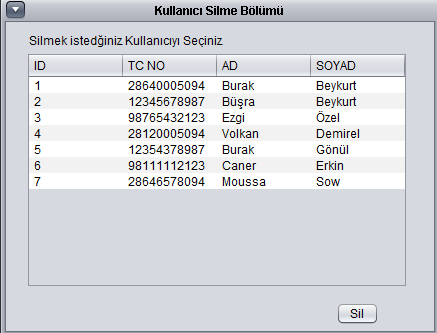 Kullanıcı Silme Bölümü
Silmek istedğiniz Kullanıcıyı Seçiniz
ID TC NO AD SOYAD
1 28640005094 Burak Beykurt
2 12345678987 Büşra Beykurt
3 98765432123 Ezgi Özel
4 28120005094 Volkan Demirel
5 12354378987 Burak Gönül
6 98111112123 Caner Erkin
7 28646578094 Moussa Sow
Sil